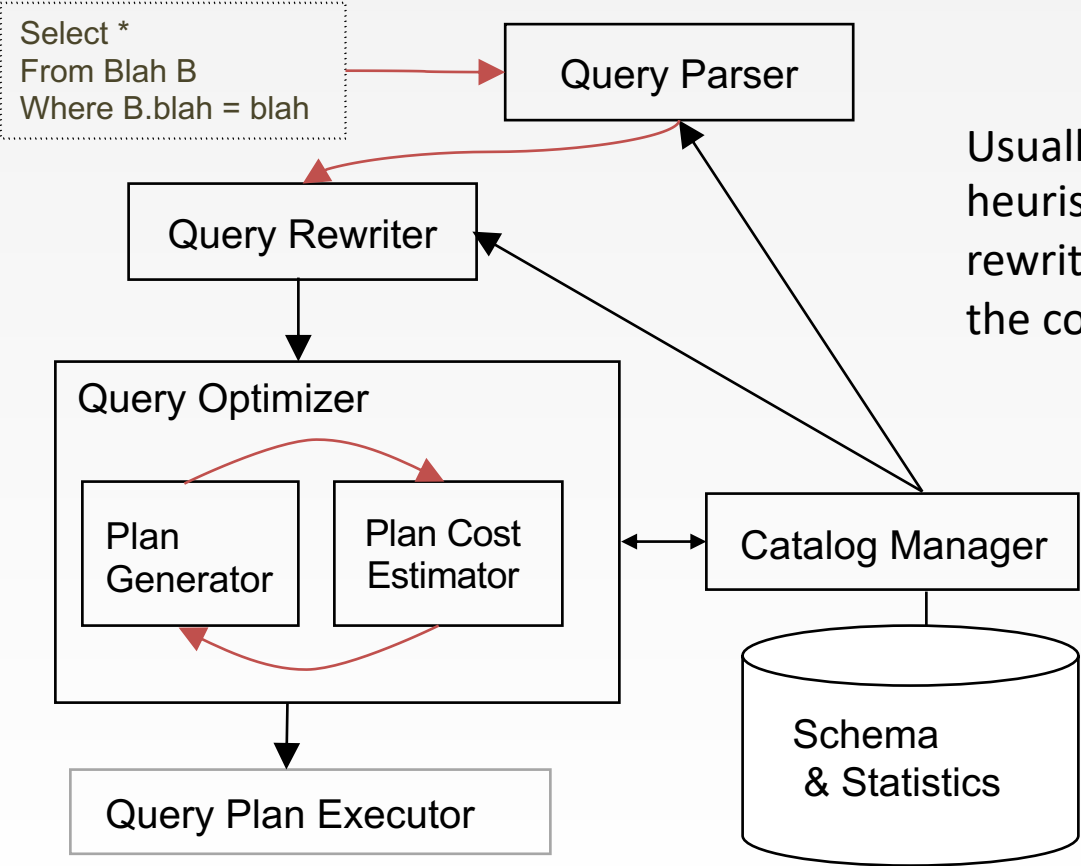 Select *
From Blah B
Where B.blah = blah
Query Parser
Query Rewriter
Query Optimizer
Plan
Generator
Plan Cost
Estimator
Catalog Manager
Schema
& Statistics
Query Plan Executor
the